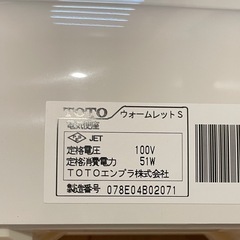 TOTO ウォームレットS
電気便座
JET
定格電圧 100V
定格消費電力 51W
TOTOエンプラ株式会社
製造番号 078E04B02071